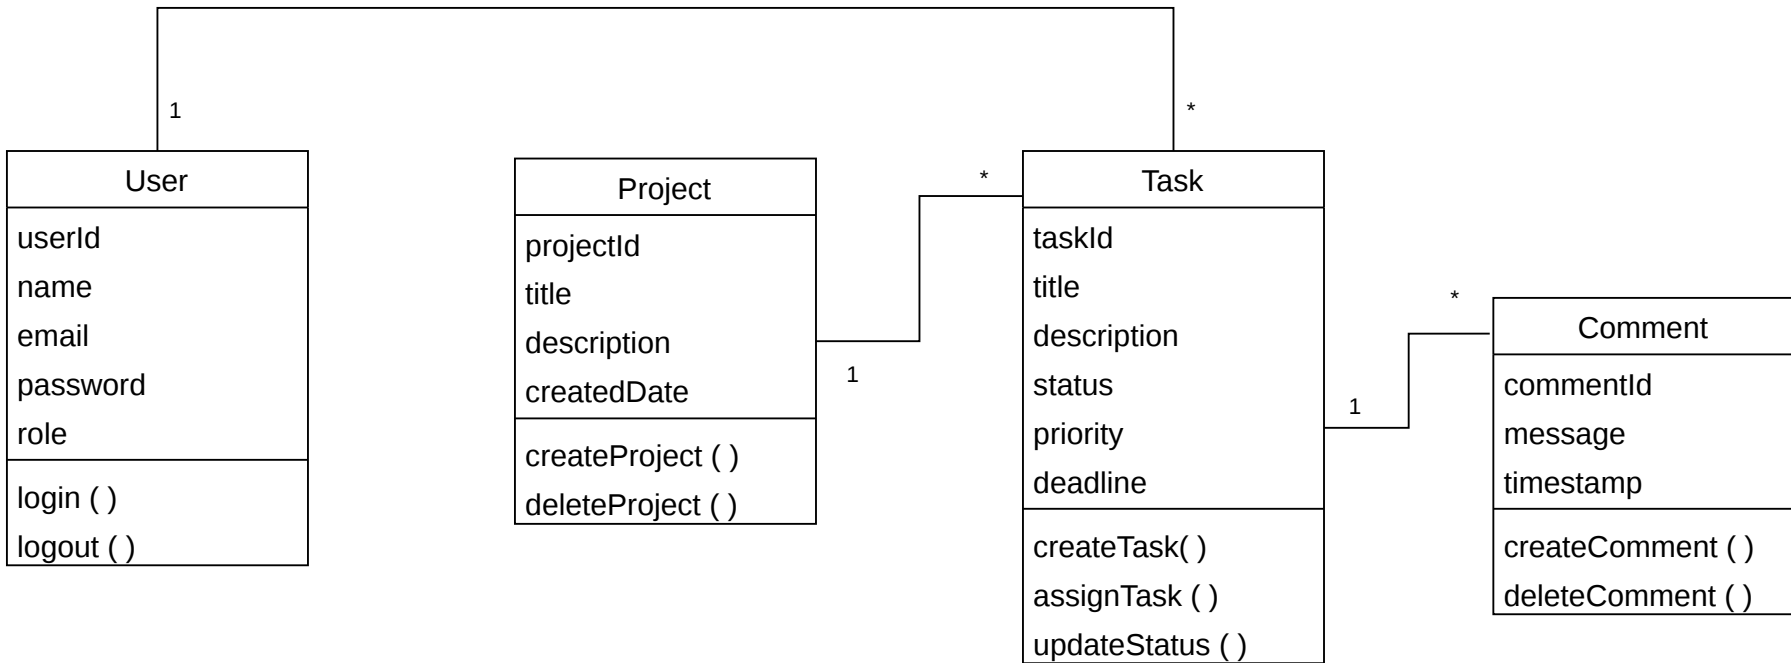 1
*
User
userId
name
email
password
role
login ( )
logout ( )
Project
projectId
title
description
createdDate
createProject ( )
deleteProject ( )
1
*
Task
taskId
title
description
status
priority
deadline
createTask( )
assignTask ( )
updateStatus ( )
1
*
Comment
commentId
message
timestamp
createComment ( )
deleteComment ( )